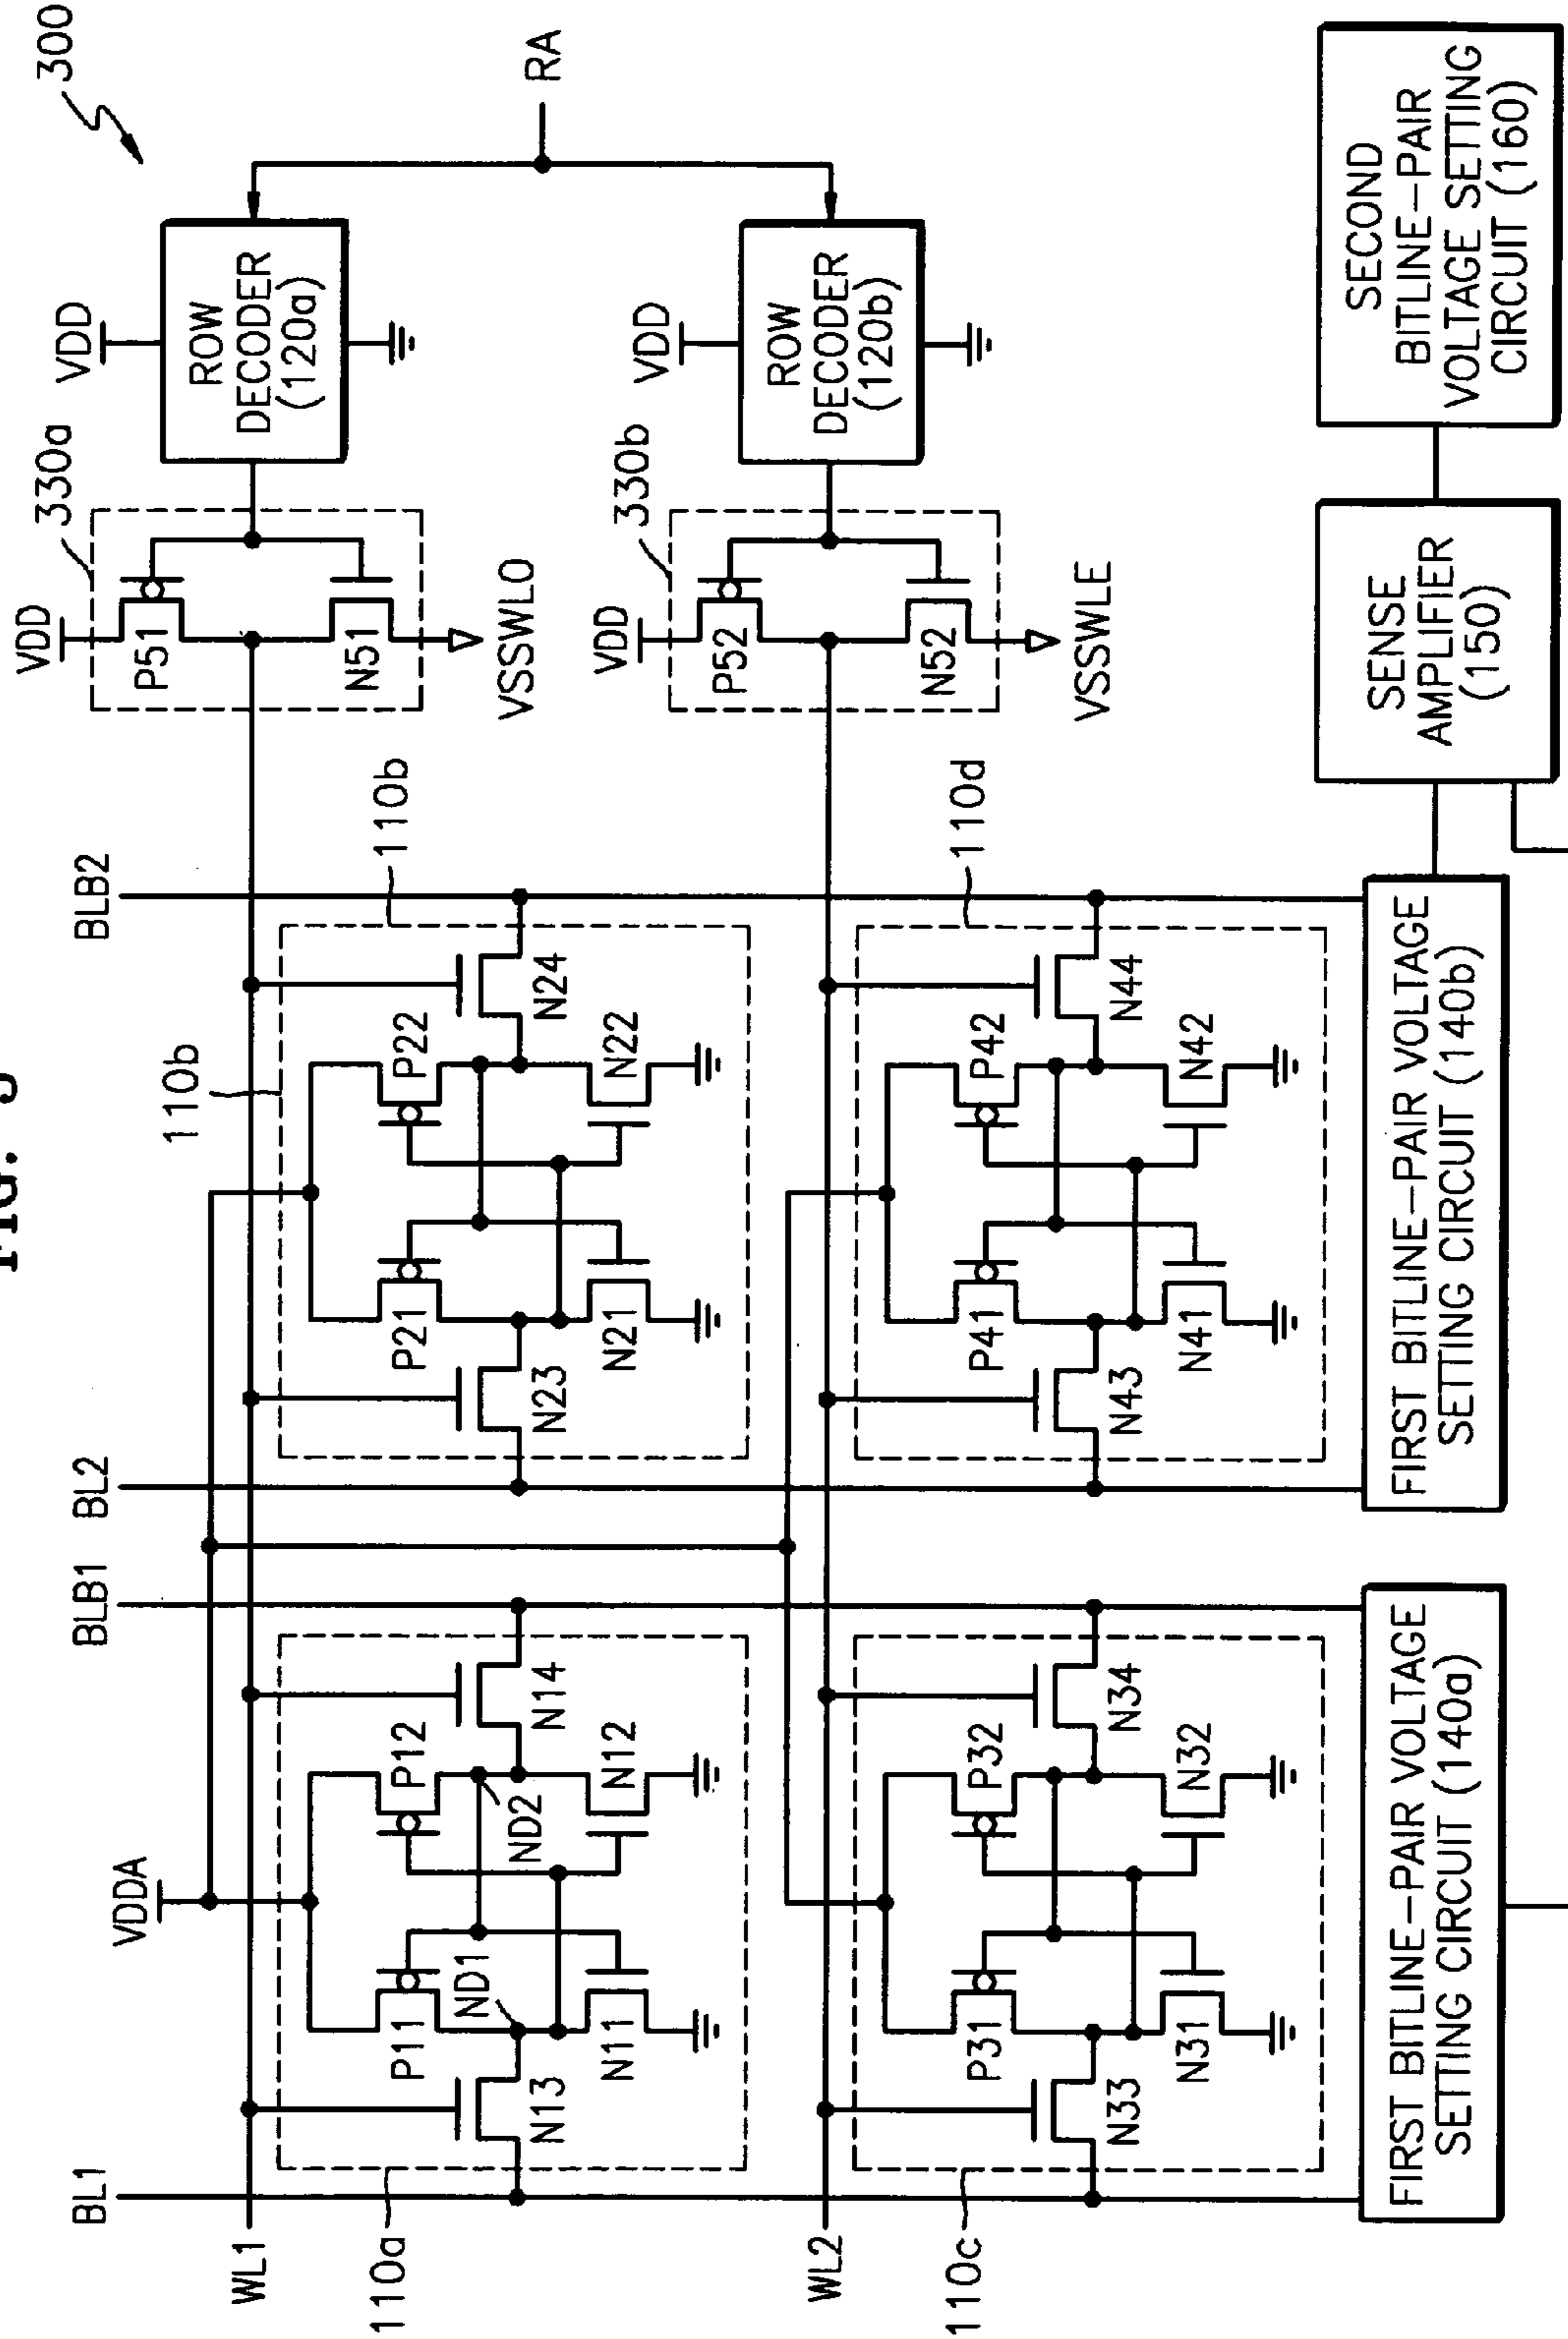 300
RA
VDD
ROW
DECODER
(120a)
330a
VDD
P51
N51
VSSWLO
VDD
ROW
DECODER
(120b)
330b
VDD
P52
N52
VSSWLE
SECOND
BITLINE-PAIR
VOLTAGE SETTING
CIRCUIT (160)
SENSE
AMPLIFIER
(150)
BLB2
110b
110b
P22
N24
N22
P21
N21
N23
BL2
110d
P42
N44
N42
P41
N41
N43
FIRST BITLINE-PAIR VOLTAGE
SETTING CIRCUIT (140b)
BLB1
VDDA
P12
N14
ND2
N12
P11
ND1
N11
N13
BL1
WL1
110a
P32
N34
N32
P31
N31
N33
WL2
110c
FIRST BITLINE-PAIR VOLTAGE
SETTING CIRCUIT (140a)